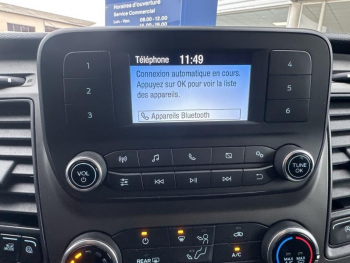 Horaires d'ouverture
Service Commercial
Téléphone 11:49
Connexion automatique en cours.
Appuyez sur OK pour voir la liste
des appareils.
Appareils Bluetooth
1
2
3
4
5
6
VOL
TUNE
OK
REAR
A/C